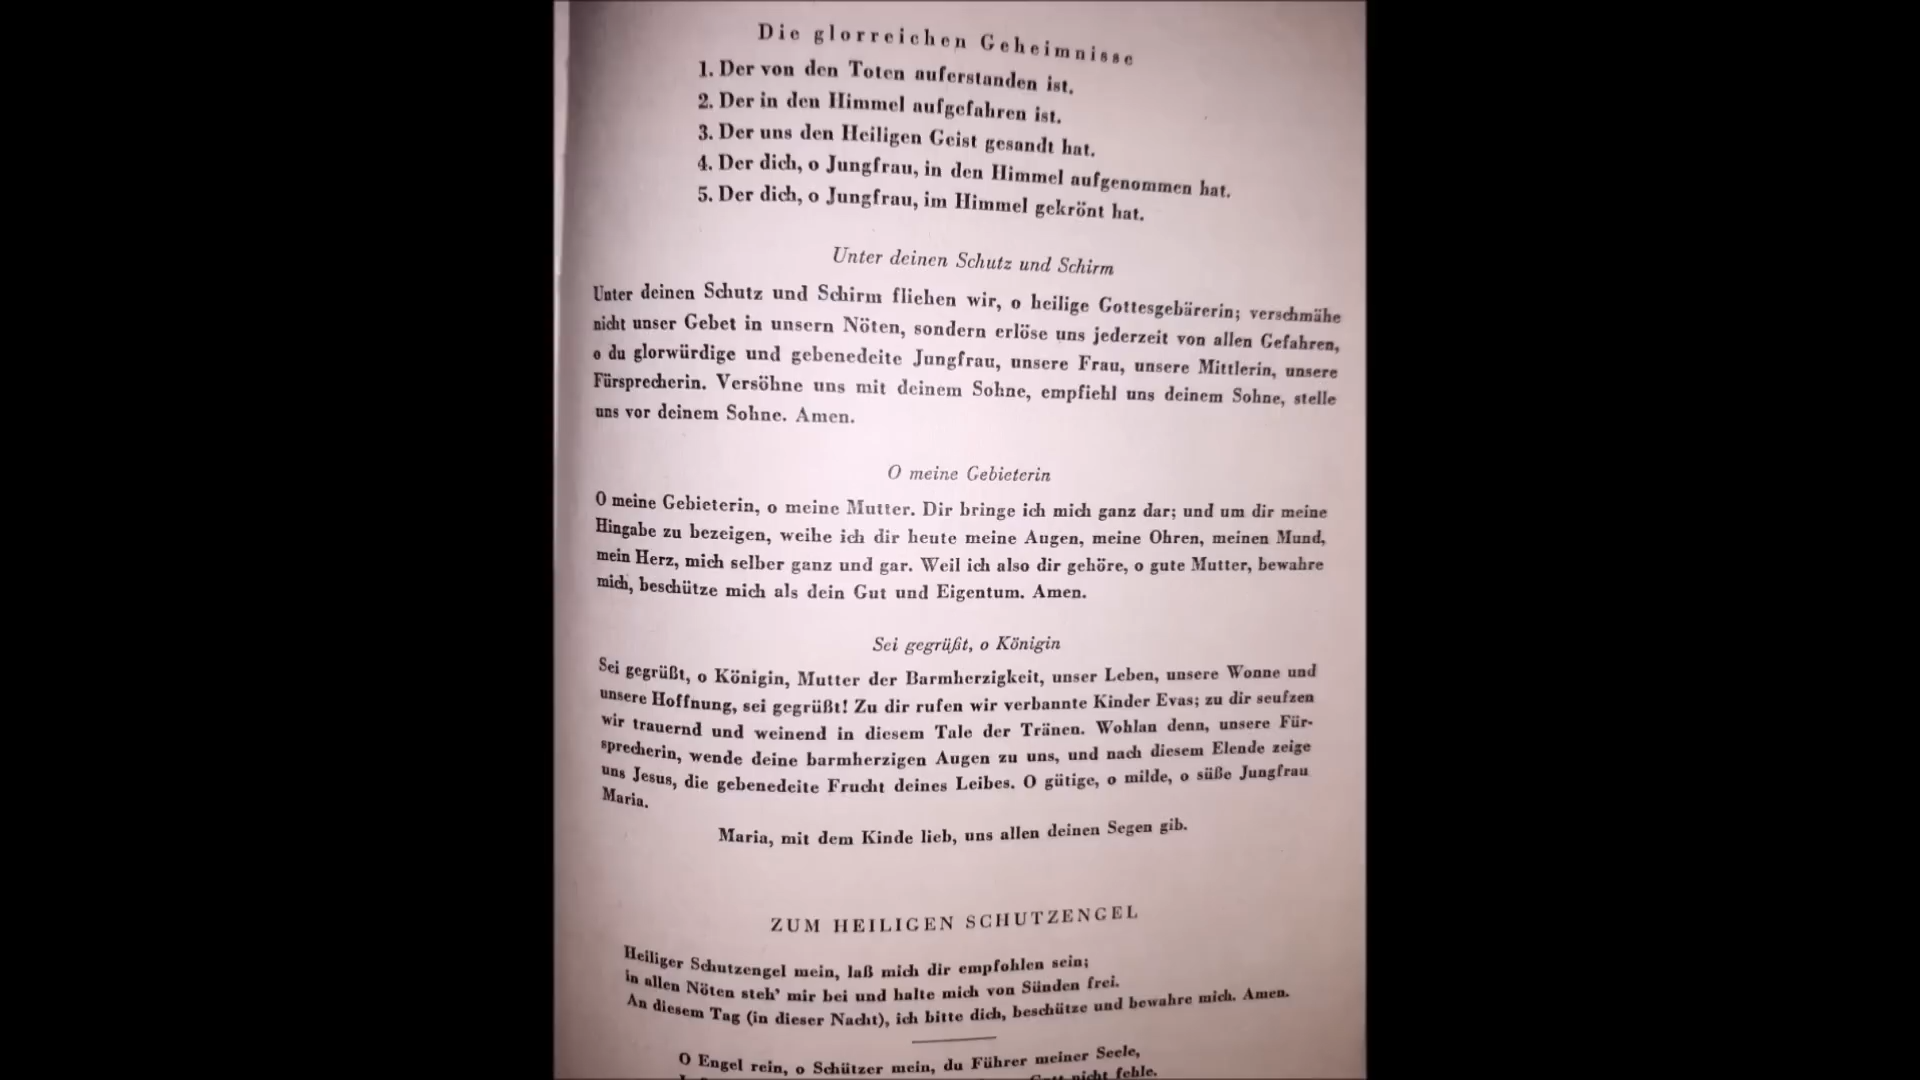 Die glorreichen Geheimnisse
1. Der von den Toten auferstanden ist.
2. Der in den Himmel aufgefahren ist.
3. Der uns den Heiligen Geist gesandt hat.
4. Der dich, o Jungfrau, in den Himmel aufgenommen hat.
5. Der dich, o Jungfrau, im Himmel gekrönt hat.
Unter deinen Schutz und Schirm
Unter deinen Schutz und Schirm fliehen wir, o heilige Gottesgebärerin; verschmähe
nicht unser Gebet in unsern Nöten, sondern erlöse uns jederzeit von allen Gefahren,
o du glorwürdige und gebenedeite Jungfrau, unsere Frau, unsere Mittlerin, unsere
Fürsprecherin. Versöhne uns mit deinem Sohne, empfiehl uns deinem Sohne, stelle
uns vor deinem Sohne. Amen.
O meine Gebieterin
O meine Gebieterin, o meine Mutter. Dir bringe ich mich ganz dar; und um dir meine
Hingabe zu bezeigen, weihe ich dir heute meine Augen, meine Ohren, meinen Mund,
mein Herz, mich selber ganz und gar. Weil ich also dir gehöre, o gute Mutter, bewahre
mich, beschütze mich als dein Gut und Eigentum. Amen.
Sei gegrüßt, o Königin
Sei gegrüßt, o Königin, Mutter der Barmherzigkeit, unser Leben, unsere Wonne und
unsere Hoffnung, sei gegrüßt! Zu dir rufen wir verbannte Kinder Evas; zu dir seufzen
wir trauernd und weinend in diesem Tale der Tränen. Wohlan denn, unsere Für-
sprecherin, wende deine barmherzigen Augen zu uns, und nach diesem Elende zeige
uns Jesus, die gebenedeite Frucht deines Leibes. O gütige, o milde, o süße Jungfrau
Maria.
Maria, mit dem Kinde lieb, uns allen deinen Segen gib.
ZUM HEILIGEN SCHUTZENGEL
Heiliger Schutzengel mein, laß mich dir empfohlen sein;
in allen Nöten steh' mir bei und halte mich von Sünden frei.
An diesem Tag (in dieser Nacht), ich bitte dich, beschütze und bewahre mich. Amen.
O Engel rein, o Schützer mein, du Führer meiner Seele,
nicht fehle.